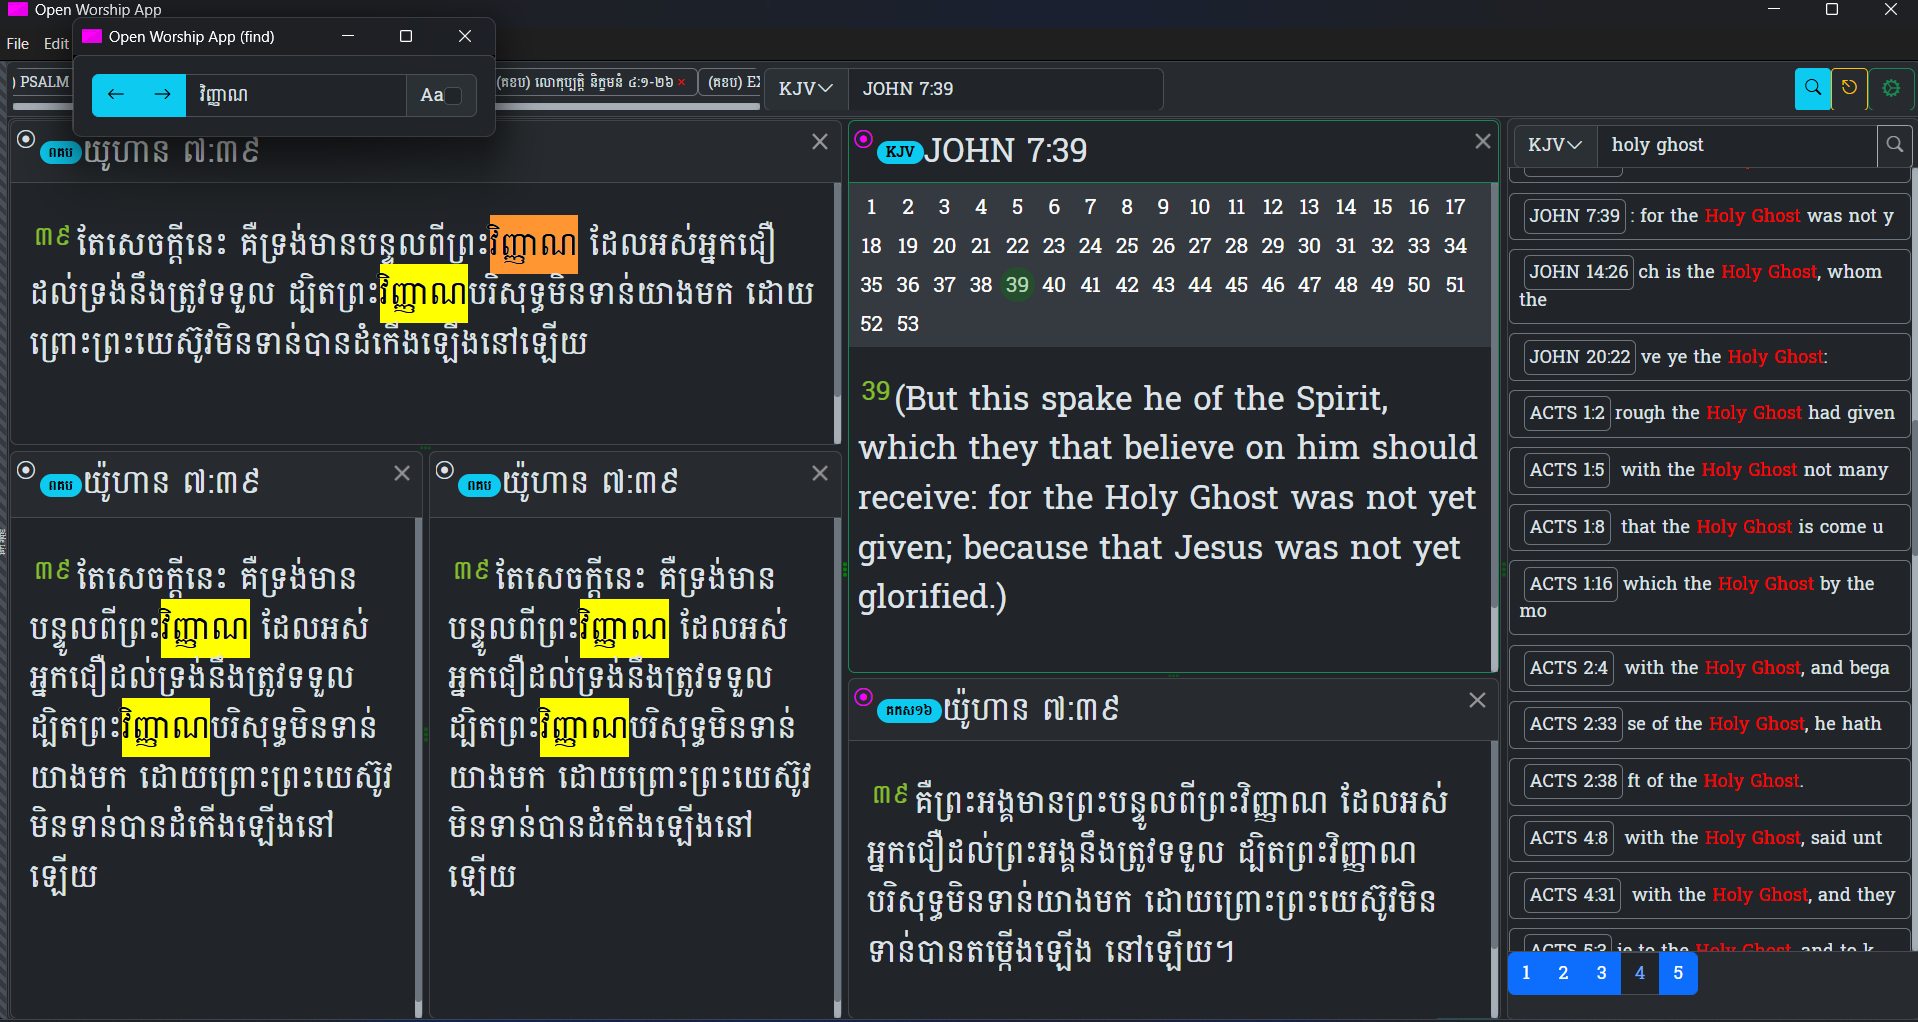 Open Worship App
Open Worship App (find)
File Edit
វិញ្ញាណ
Aa
) PSALM
(គខប) លោកុប្បត្តិ និក្ខមនំ ៤:១-២៦ ×
(គខប) EX
KJV
JOHN 7:39
ពគប យ៉ូហាន ៧:៣៩
៣៩ តែសេចក្ដីនេះ គឺទ្រង់មានបន្ទូលពីព្រះវិញ្ញាណ ដែលអស់អ្នកជឿ
ដល់ទ្រង់នឹងត្រូវទទួល ដ្បិតព្រះវិញ្ញាណបរិសុទ្ធមិនទាន់យាងមក ដោយ
ព្រោះព្រះយេស៊ូវមិនទាន់បានដំកើងឡើងនៅឡើយ
ពគប យ៉ូហាន ៧:៣៩
៣៩ តែសេចក្ដីនេះ គឺទ្រង់មាន
បន្ទូលពីព្រះវិញ្ញាណ ដែលអស់
អ្នកជឿដល់ទ្រង់នឹងត្រូវទទួល
ដ្បិតព្រះវិញ្ញាណបរិសុទ្ធមិនទាន់
យាងមក ដោយព្រោះព្រះយេស៊ូវ
មិនទាន់បានដំកើងឡើងនៅ
ឡើយ
ពគប យ៉ូហាន ៧:៣៩
៣៩ តែសេចក្ដីនេះ គឺទ្រង់មាន
បន្ទូលពីព្រះវិញ្ញាណ ដែលអស់
អ្នកជឿដល់ទ្រង់នឹងត្រូវទទួល
ដ្បិតព្រះវិញ្ញាណបរិសុទ្ធមិនទាន់
យាងមក ដោយព្រោះព្រះយេស៊ូវ
មិនទាន់បានដំកើងឡើងនៅ
ឡើយ
KJV JOHN 7:39
1 2 3 4 5 6 7 8 9 10 11 12 13 14 15 16 17
18 19 20 21 22 23 24 25 26 27 28 29 30 31 32 33 34
35 36 37 38 39 40 41 42 43 44 45 46 47 48 49 50 51
52 53
39 (But this spake he of the Spirit,
which they that believe on him should
receive: for the Holy Ghost was not yet
given; because that Jesus was not yet
glorified.)
គកស១៦ យ៉ូហាន ៧:៣៩
៣៩ គឺព្រះអង្គមានព្រះបន្ទូលពីព្រះវិញ្ញាណ ដែលអស់
អ្នកជឿដល់ព្រះអង្គនឹងត្រូវទទួល ដ្បិតព្រះវិញ្ញាណ
បរិសុទ្ធមិនទាន់យាងមក ដោយព្រោះព្រះយេស៊ូវមិន
ទាន់បានតម្កើងឡើង នៅឡើយ។
KJV
holy ghost
JOHN 7:39 : for the Holy Ghost was not y
JOHN 14:26 ch is the Holy Ghost, whom
the
JOHN 20:22 ve ye the Holy Ghost:
ACTS 1:2 rough the Holy Ghost had given
ACTS 1:5 with the Holy Ghost not many
ACTS 1:8 that the Holy Ghost is come u
ACTS 1:16 which the Holy Ghost by the
mo
ACTS 2:4 with the Holy Ghost, and bega
ACTS 2:33 se of the Holy Ghost, he hath
ACTS 2:38 ft of the Holy Ghost.
ACTS 4:8 with the Holy Ghost, said unt
ACTS 4:31 with the Holy Ghost, and they
ACTS 5:3 ie to the Holy Ghost, and to k
1 2 3 4 5